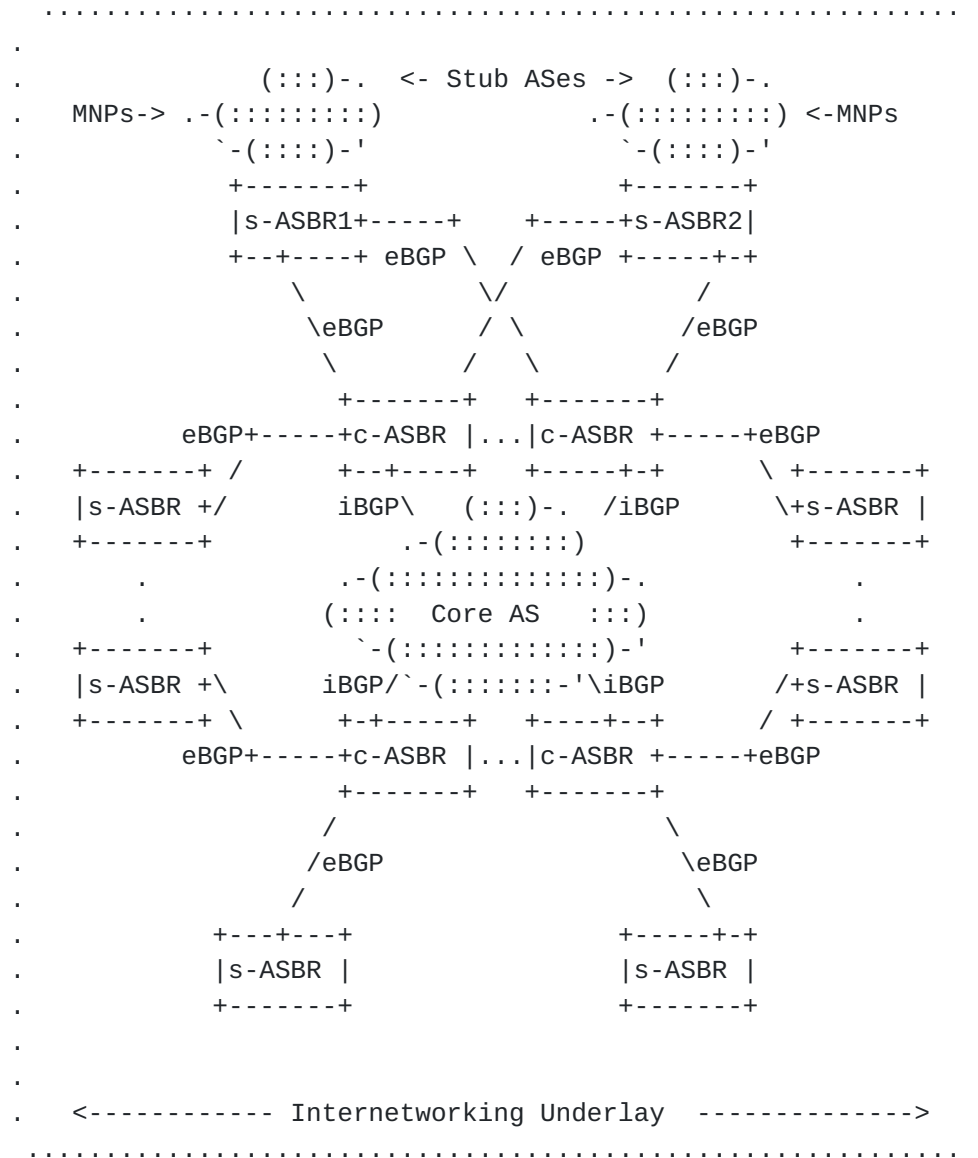 ............................................................
.
.                (:::)-.  <- Stub ASes ->  (:::)-.
.   MNPs-> .-(:::::::::)              .-(:::::::::) <-MNPs
.             `-(::::)-'                 `-(::::)-'
.              +-------+                 +-------+
.              |s-ASBR1+-----+    +-----+s-ASBR2|
.              +--+----+ eBGP \  / eBGP +-----+-+
.                  \           \/            /
.                   \eBGP      / \          /eBGP
.                    \        /   \        /
.                     +-------+   +-------+
.           eBGP+-----+c-ASBR |...|c-ASBR +-----+eBGP
.   +-------+ /       +--+----+   +-----+-+      \ +-------+
.   |s-ASBR +/        iBGP\   (:::)-.  /iBGP      \+s-ASBR |
.   +-------+             .-(::::::::)             +-------+
.       .             .-(::::::::::::::)-.             .
.       .            (::::  Core AS   :::)             .
.   +-------+          `-(:::::::::::::)-'         +-------+
.   |s-ASBR +\       iBGP/`-(:::::::-'\iBGP       /+s-ASBR |
.   +-------+ \       +-+-----+   +----+--+      / +-------+
.           eBGP+-----+c-ASBR |...|c-ASBR +-----+eBGP
.                     +-------+   +-------+
.                    /                     \
.                   /eBGP                   \eBGP
.                  /                         \
.             +---+---+                 +-----+-+
.             |s-ASBR |                 |s-ASBR |
.             +-------+                 +-------+
.
.
.   <------------ Internetworking Underlay  -------------->
............................................................